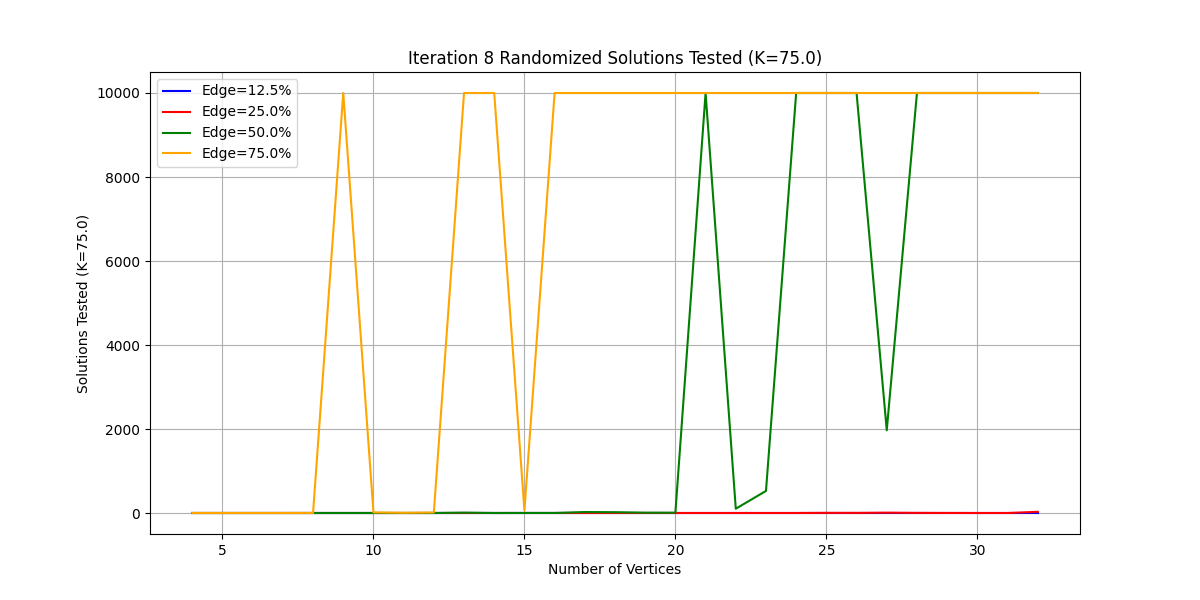 Iteration 8 Randomized Solutions Tested (K=75.0)
Edge=12.5%
Edge=25.0%
Edge=50.0%
Edge=75.0%
Solutions Tested (K=75.0)
10000
8000
6000
4000
2000
0
5 10 15 20 25 30
Number of Vertices